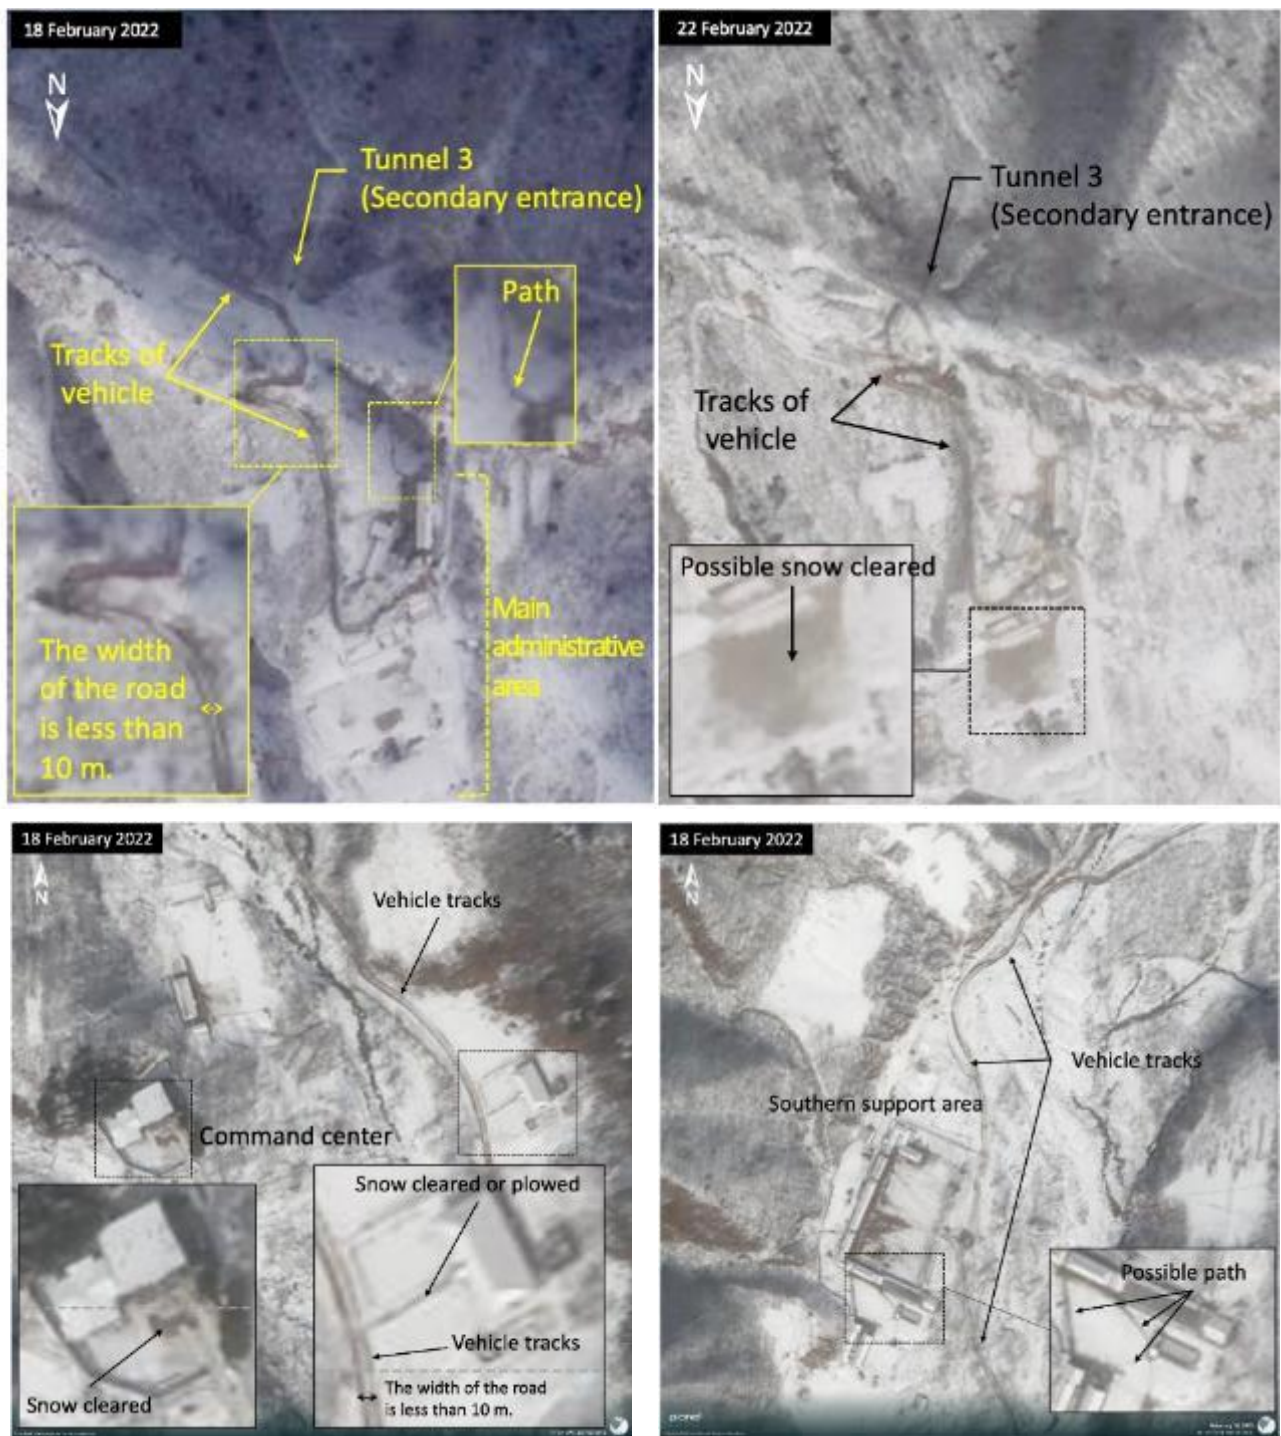 18 February 2022
N
Tunnel 3
(Secondary entrance)
Path
Tracks of
vehicle
The width
of the road
is less than
10 m.
Main
administrative
area
22 February 2022
N
Tunnel 3
(Secondary entrance)
Tracks of
vehicle
Possible snow cleared
18 February 2022
N
Vehicle tracks
Command center
Snow cleared or plowed
Vehicle tracks
The width of the road
is less than 10 m.
Snow cleared
18 February 2022
N
Vehicle tracks
Southern support area
Possible path
planet